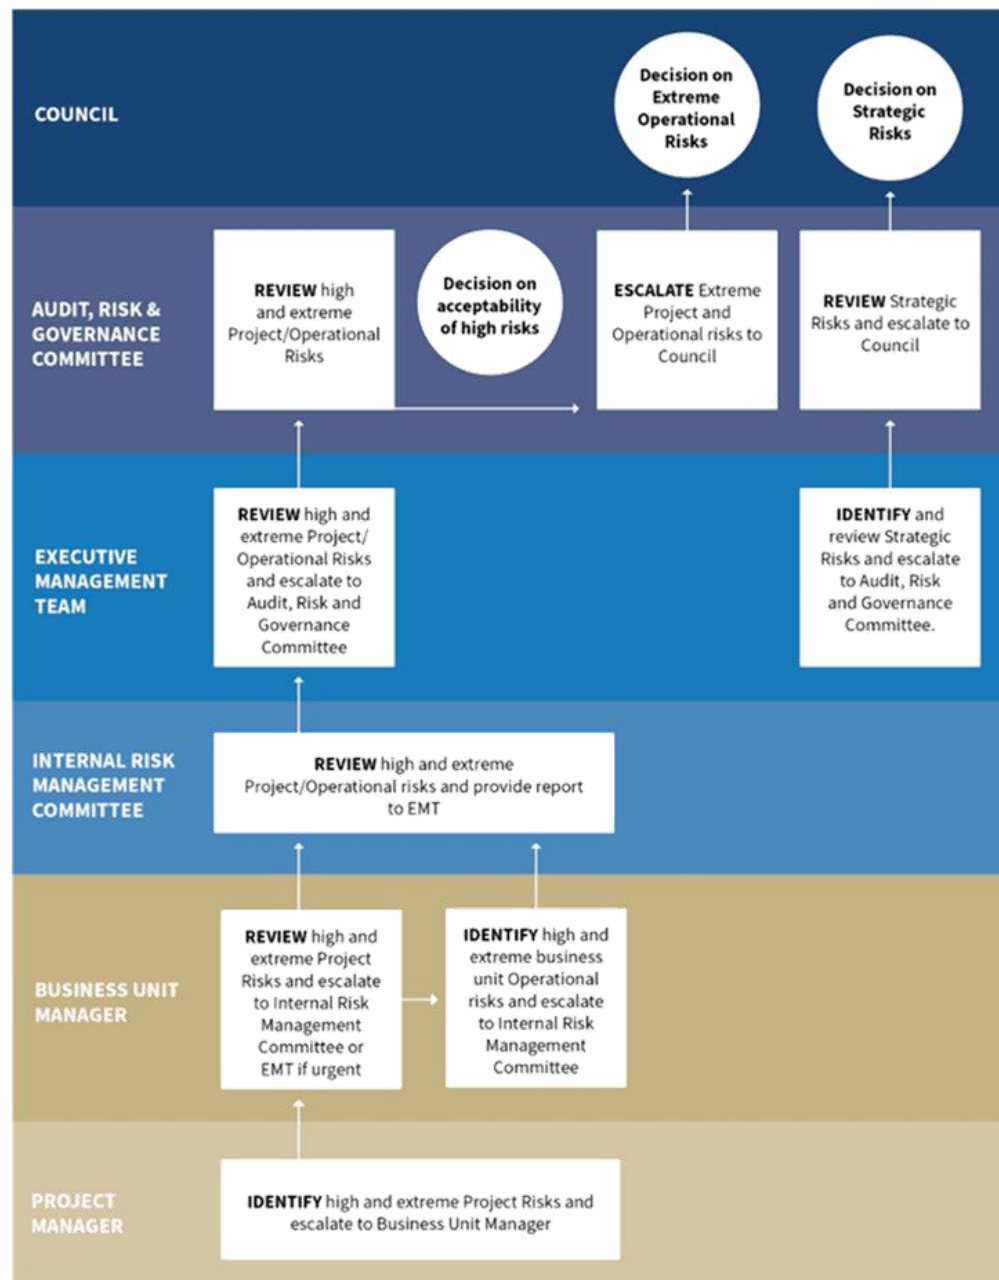 COUNCIL
Decision on
Extreme
Operational
Risks
Decision on
Strategic
Risks
AUDIT, RISK &
GOVERNANCE
COMMITTEE
REVIEW high
and extreme
Project/Operational
Risks
Decision on
acceptability
of high risks
ESCALATE Extreme
Project and
Operational risks to
Council
REVIEW Strategic
Risks and escalate to
Council
EXECUTIVE
MANAGEMENT
TEAM
REVIEW high and
extreme Project/
Operational Risks
and escalate to
Audit, Risk and
Governance
Committee
IDENTIFY and
review Strategic
Risks and escalate
to Audit, Risk
and Governance
Committee.
INTERNAL RISK
MANAGEMENT
COMMITTEE
REVIEW high and extreme
Project/Operational risks and provide report
to EMT
BUSINESS UNIT
MANAGER
REVIEW high and
extreme Project
Risks and escalate
to Internal Risk
Management
Committee or
EMT if urgent
IDENTIFY high and
extreme business
unit Operational
risks and escalate
to Internal Risk
Management
Committee
PROJECT
MANAGER
IDENTIFY high and extreme Project Risks and
escalate to Business Unit Manager